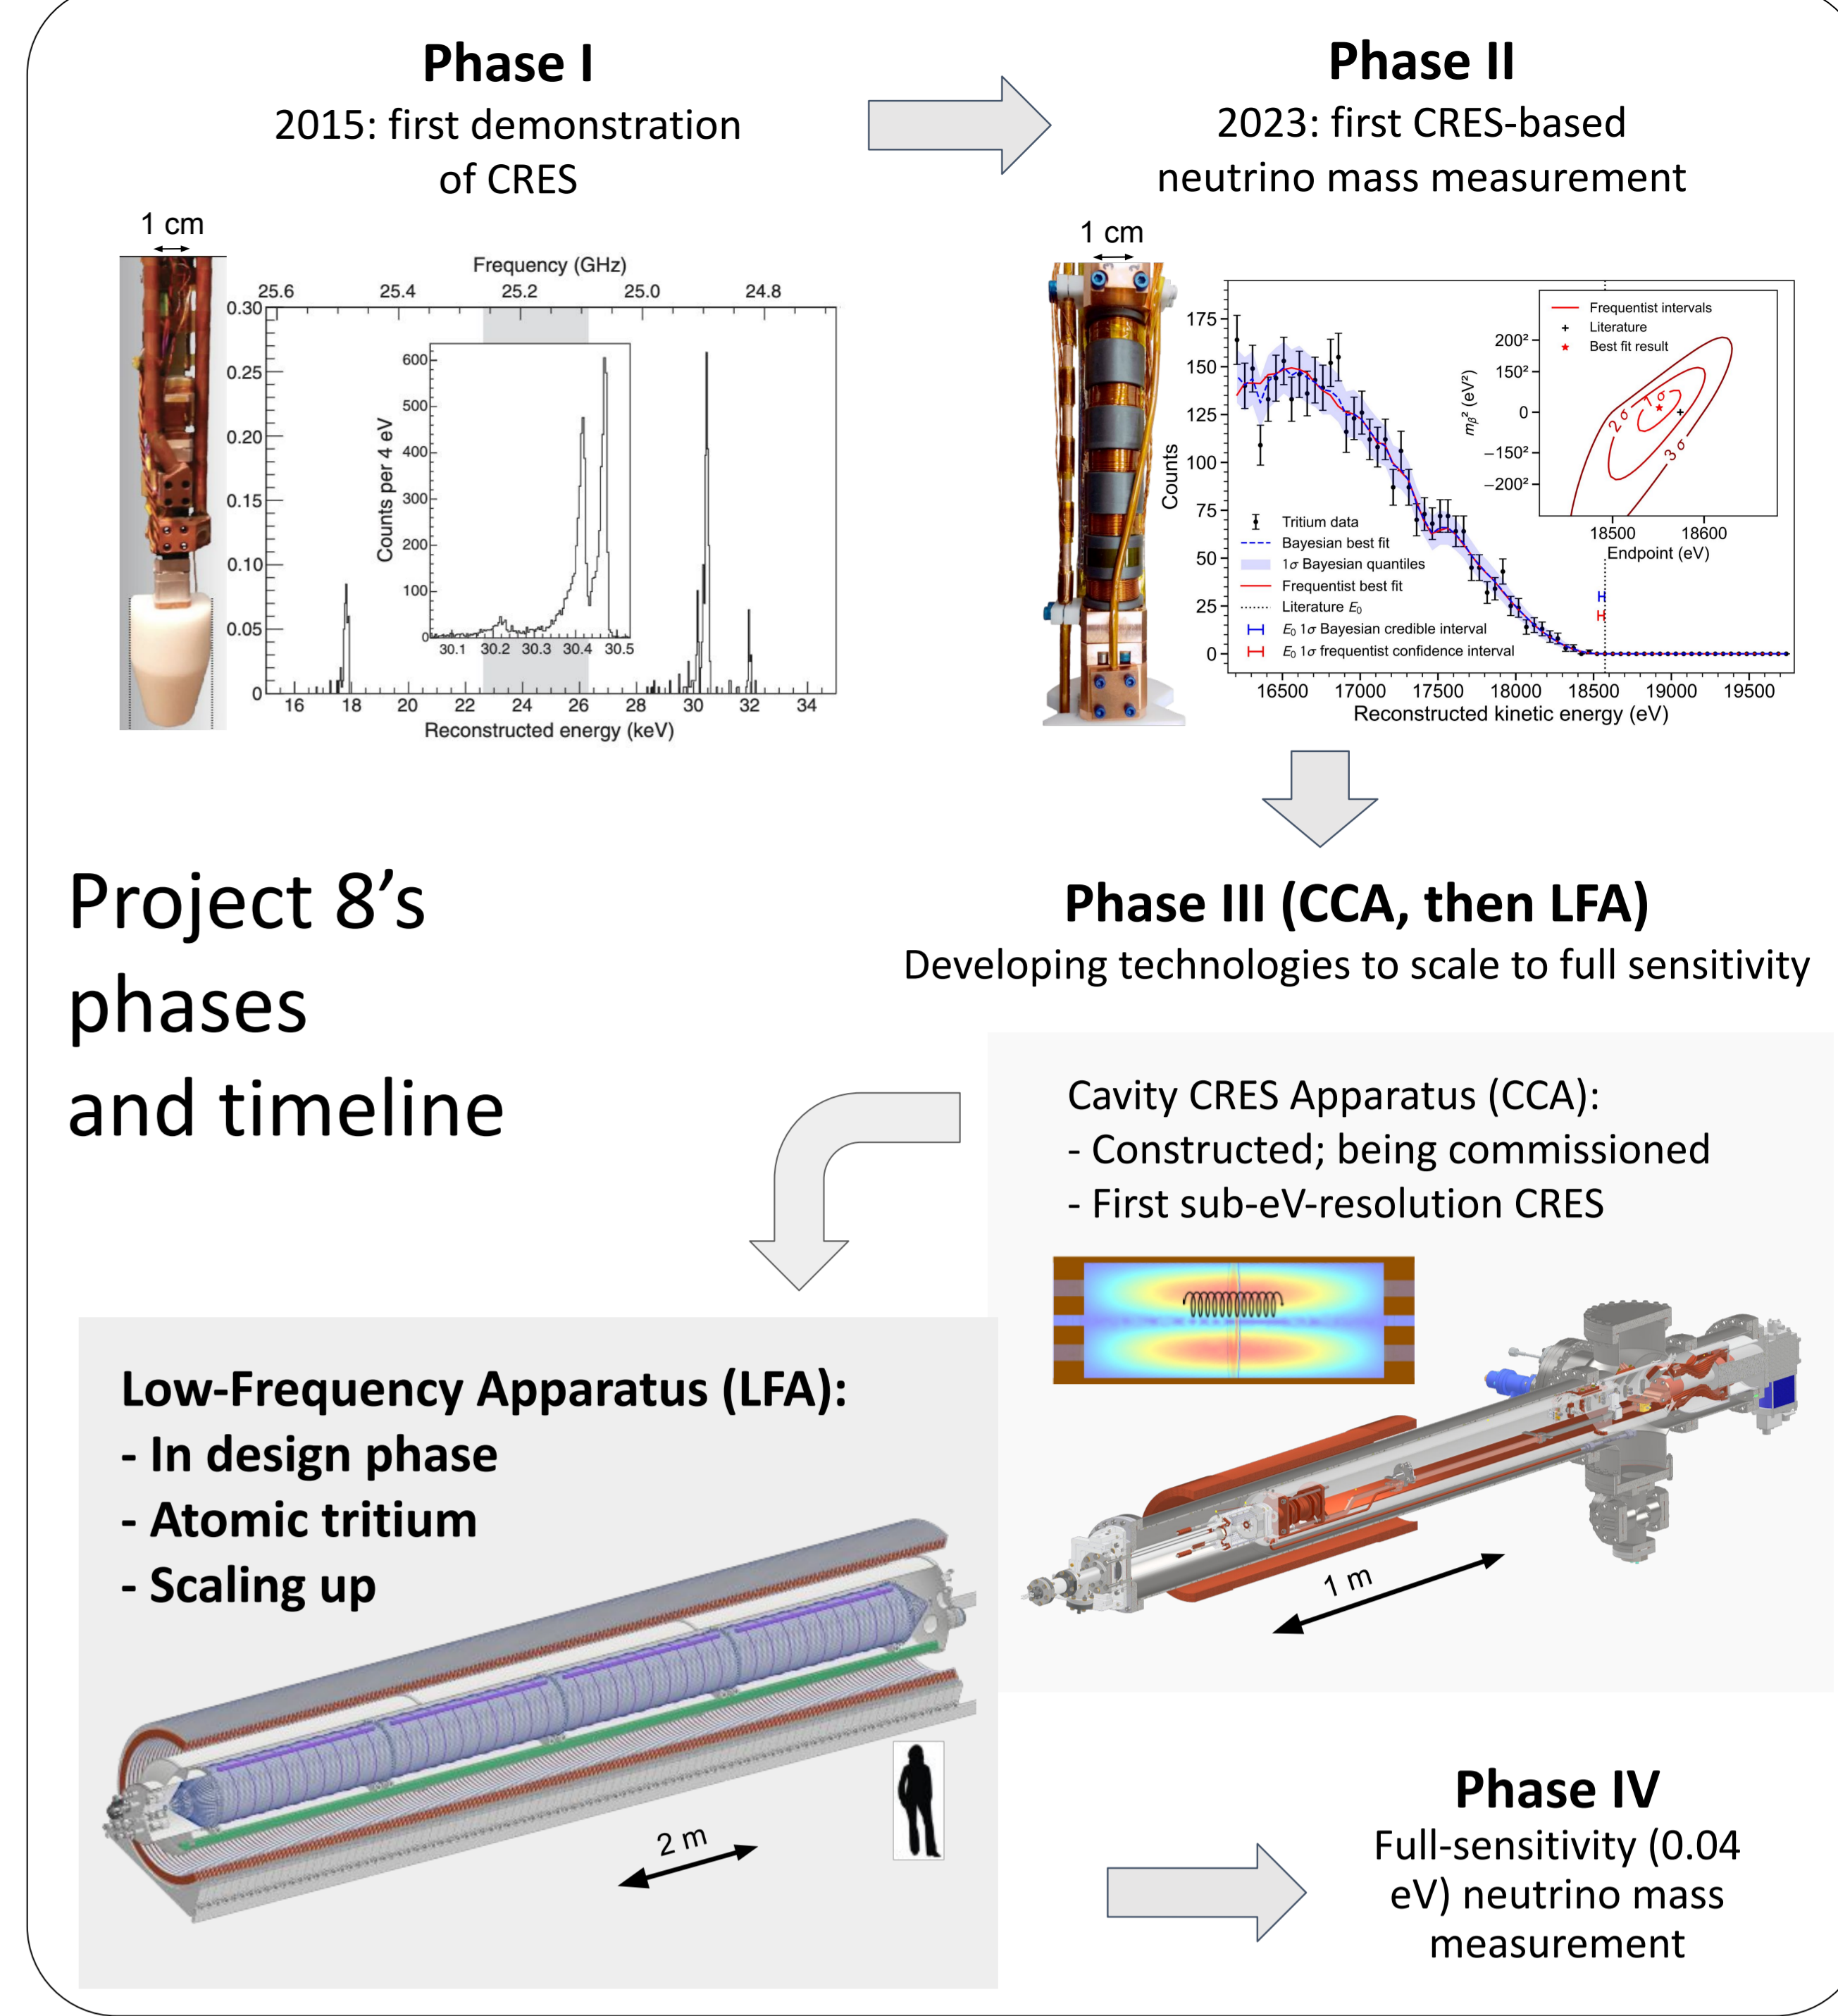 Phase I
2015: first demonstration
of CRES
1 cm
Frequency (GHz)
25.6 25.4 25.2 25.0 24.8
0.30
0.25
0.20
0.15
0.10
0.05
0
Counts per 4 eV
600
500
400
300
200
100
0
30.1 30.2 30.3 30.4 30.5
16 18 20 22 24 26 28 30 32 34
Reconstructed energy (keV)
Phase II
2023: first CRES-based
neutrino mass measurement
1 cm
Counts
175
150
125
100
75
50
25
0
Tritium data
Bayesian best fit
1σ Bayesian quantiles
Frequentist best fit
Literature E₀
E₀ 1σ Bayesian credible interval
E₀ 1σ frequentist confidence interval
Frequentist intervals
Literature
Best fit result
mᵦ² (eV²)
200²
150²
0
−150²
−200²
1 σ
2 σ
3 σ
18500 18600
Endpoint (eV)
16500 17000 17500 18000 18500 19000 19500
Reconstructed kinetic energy (eV)
Project 8’s
phases
and timeline
Phase III (CCA, then LFA)
Developing technologies to scale to full sensitivity
Cavity CRES Apparatus (CCA):
- Constructed; being commissioned
- First sub-eV-resolution CRES
1 m
Low-Frequency Apparatus (LFA):
- In design phase
- Atomic tritium
- Scaling up
2 m
Phase IV
Full-sensitivity (0.04
eV) neutrino mass
measurement